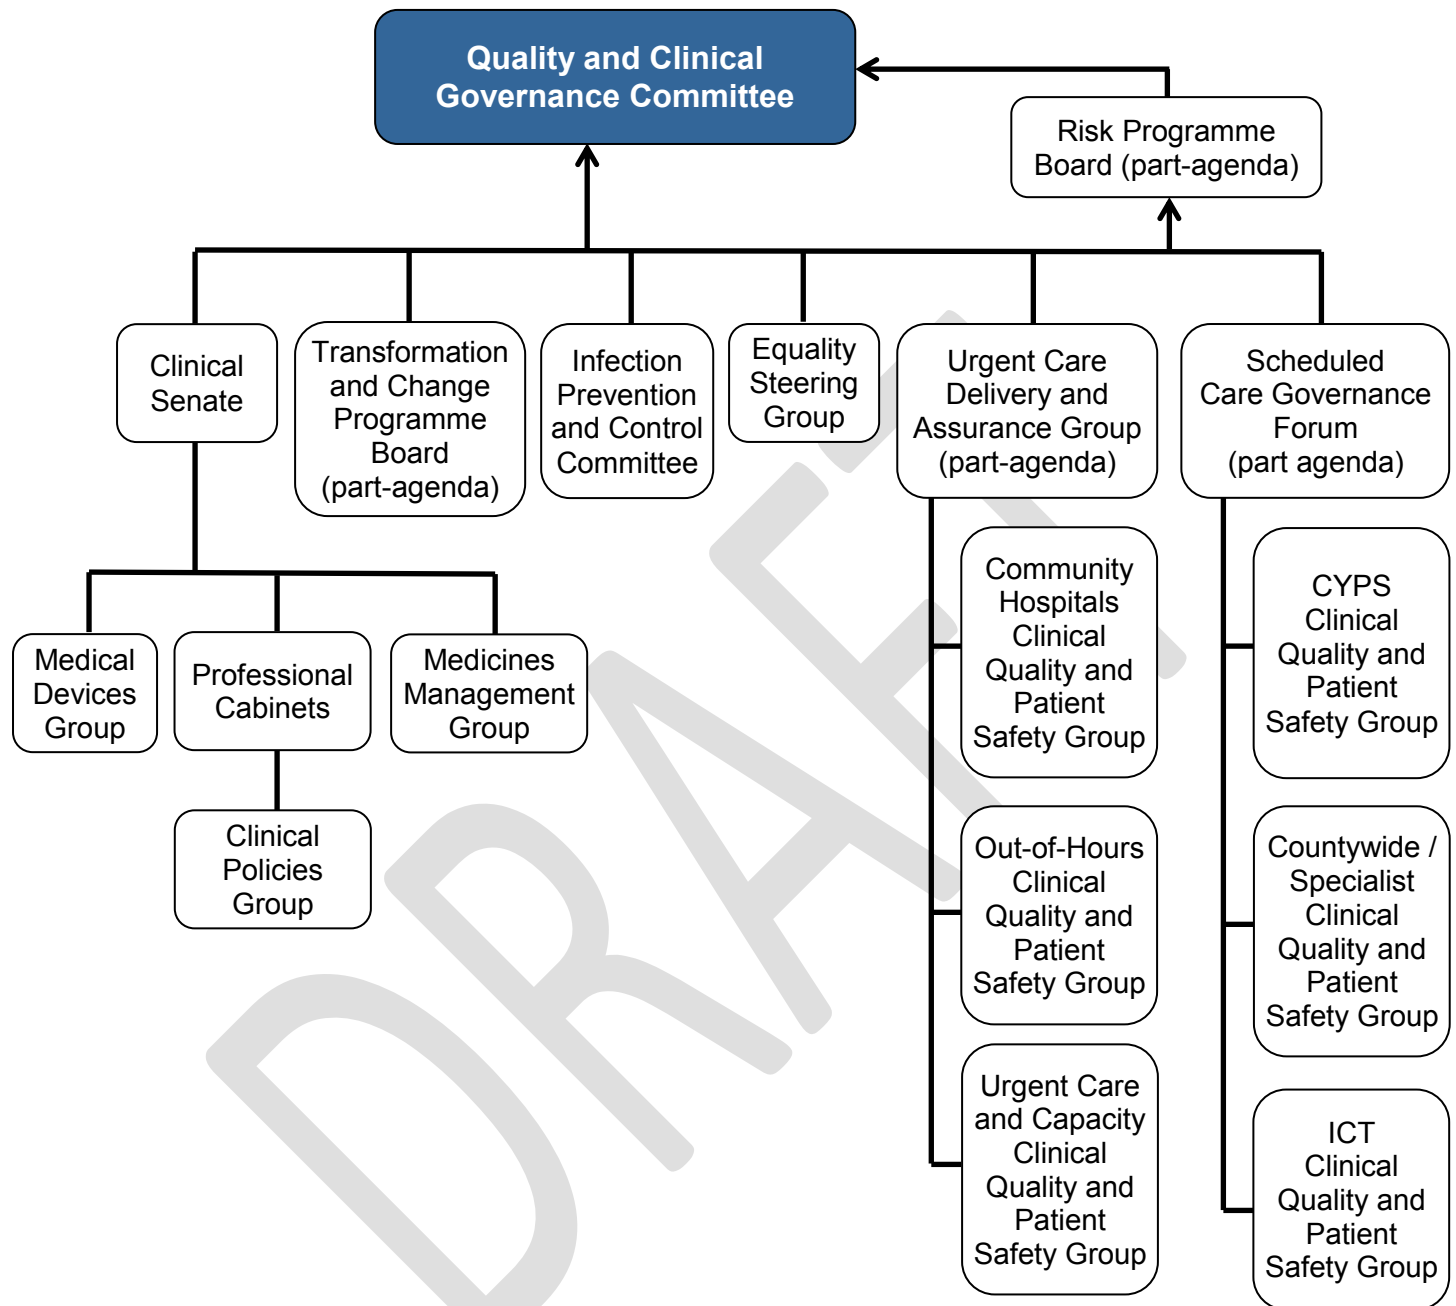 Quality and Clinical
Governance Committee
Risk Programme
Board (part-agenda)
Clinical
Senate
Transformation
and Change
Programme
Board
(part-agenda)
Infection
Prevention
and Control
Committee
Equality
Steering
Group
Urgent Care
Delivery and
Assurance Group
(part-agenda)
Scheduled
Care Governance
Forum
(part agenda)
Medical
Devices
Group
Professional
Cabinets
Medicines
Management
Group
Clinical
Policies
Group
Community
Hospitals
Clinical
Quality and
Patient
Safety Group
Out-of-Hours
Clinical
Quality and
Patient
Safety Group
Urgent Care
and Capacity
Clinical
Quality and
Patient
Safety Group
CYPS
Clinical
Quality and
Patient
Safety Group
Countywide /
Specialist
Clinical
Quality and
Patient
Safety Group
ICT
Clinical
Quality and
Patient
Safety Group
DRAFT